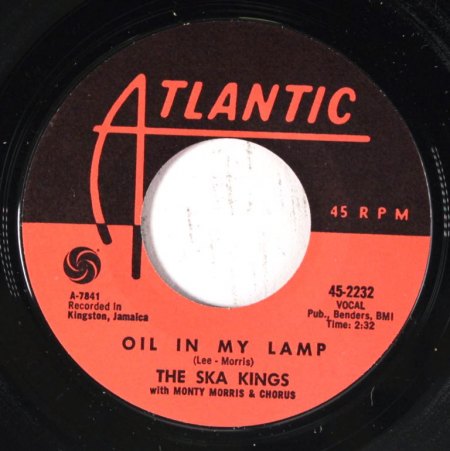 ATLANTIC
45 RPM
A-7841
Recorded In
Kingston, Jamaica
45-2232
VOCAL
Pub., Benders, BMI
Time: 2:32
OIL IN MY LAMP
(Lee - Morris)
THE SKA KINGS
with MONTY MORRIS & CHORUS